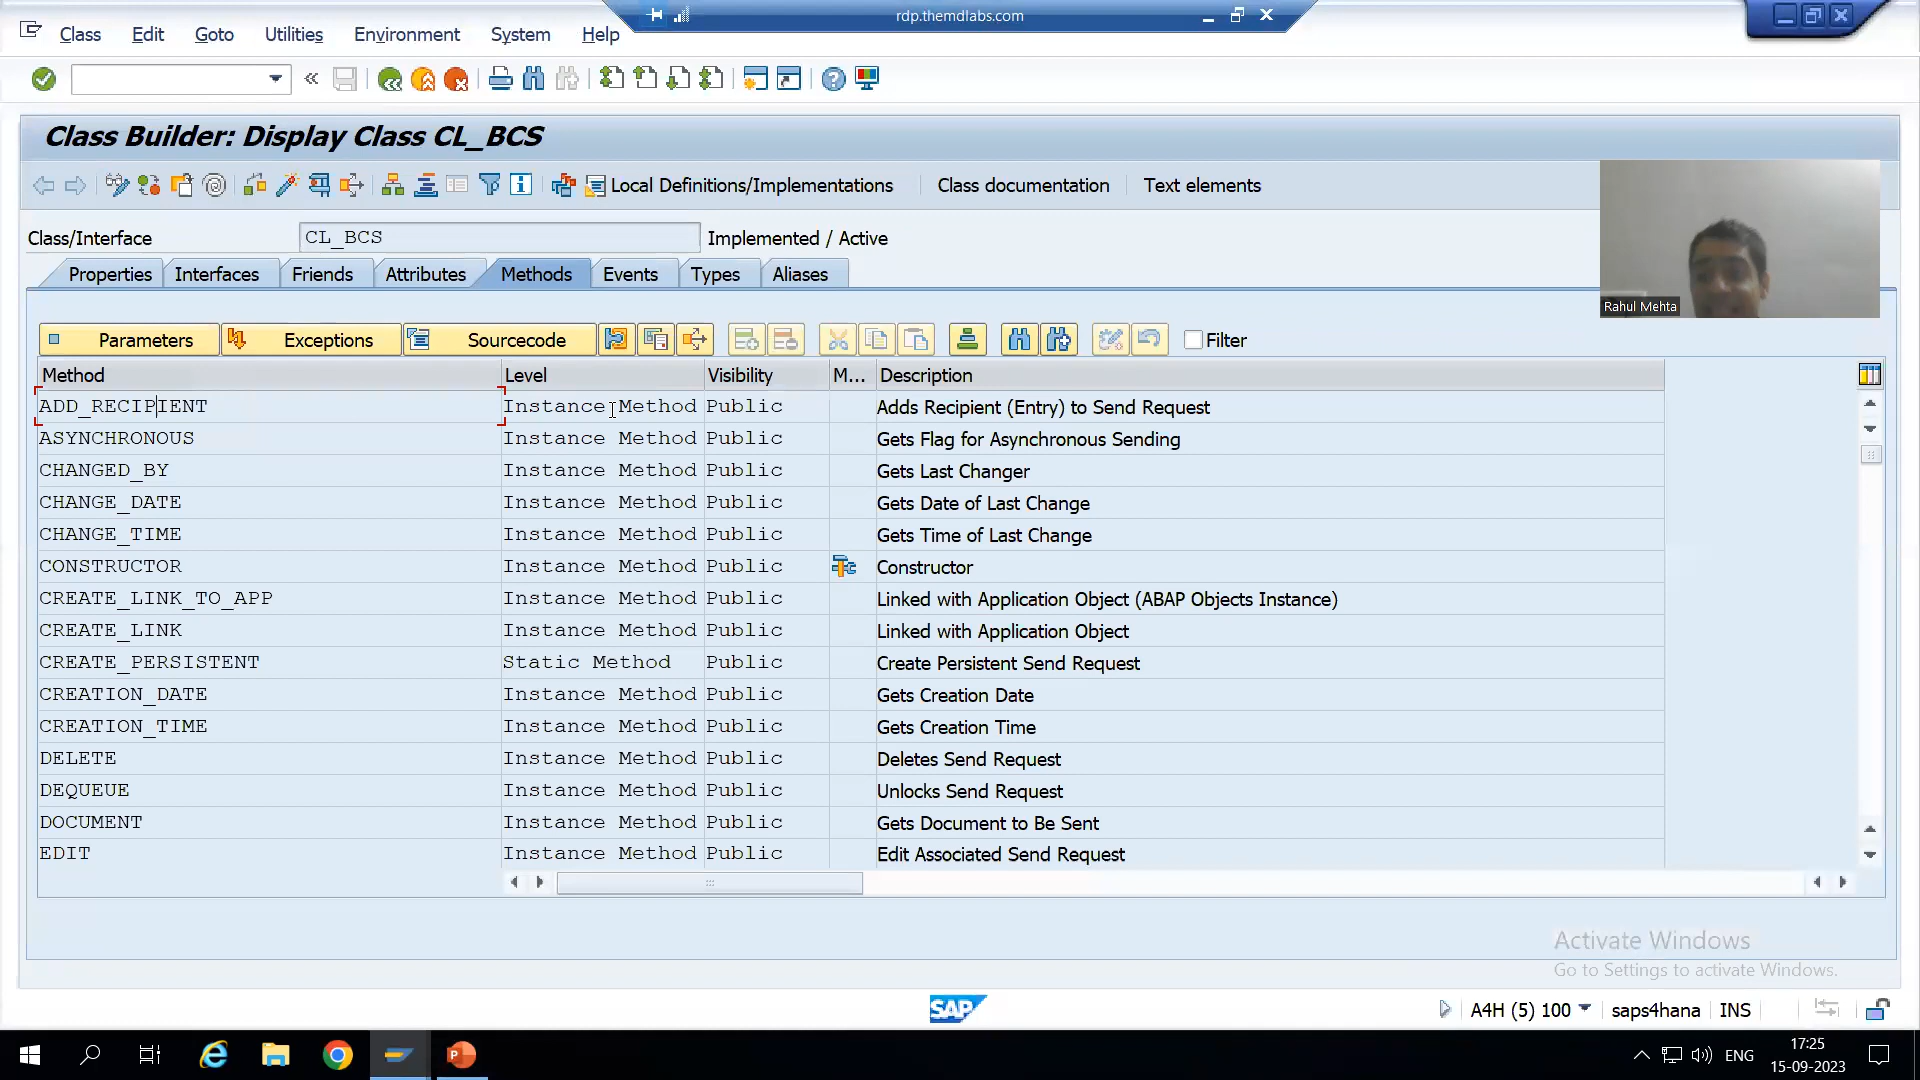 rdp.themdlabs.com
Class Edit Goto Utilities Environment System Help
Class Builder: Display Class CL_BCS
Local Definitions/Implementations Class documentation Text elements
Class/Interface CL_BCS Implemented / Active
Properties Interfaces Friends Attributes Methods Events Types Aliases
Rahul Mehta
Parameters Exceptions Sourcecode Filter
Method Level Visibility M... Description
ADD_RECIPIENT Instance Method Public Adds Recipient (Entry) to Send Request
ASYNCHRONOUS Instance Method Public Gets Flag for Asynchronous Sending
CHANGED_BY Instance Method Public Gets Last Changer
CHANGE_DATE Instance Method Public Gets Date of Last Change
CHANGE_TIME Instance Method Public Gets Time of Last Change
CONSTRUCTOR Instance Method Public Constructor
CREATE_LINK_TO_APP Instance Method Public Linked with Application Object (ABAP Objects Instance)
CREATE_LINK Instance Method Public Linked with Application Object
CREATE_PERSISTENT Static Method Public Create Persistent Send Request
CREATION_DATE Instance Method Public Gets Creation Date
CREATION_TIME Instance Method Public Gets Creation Time
DELETE Instance Method Public Deletes Send Request
DEQUEUE Instance Method Public Unlocks Send Request
DOCUMENT Instance Method Public Gets Document to Be Sent
EDIT Instance Method Public Edit Associated Send Request
Activate Windows
Go to Settings to activate Windows.
SAP A4H (5) 100 saps4hana INS
ENG 17:25
15-09-2023